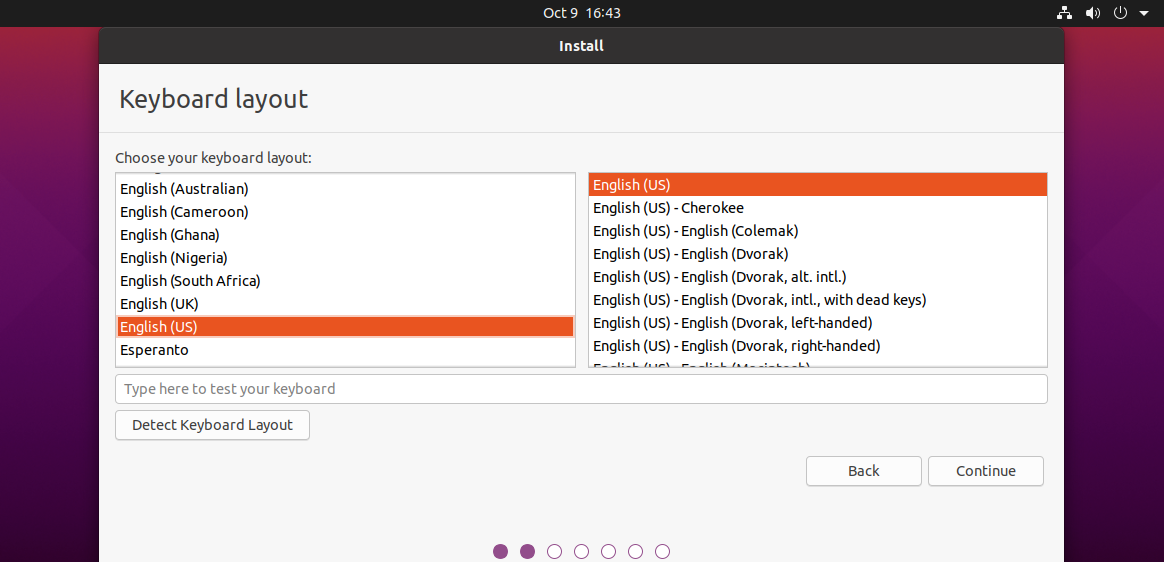 Oct 9 16:43
Install
Keyboard layout
Choose your keyboard layout:
English (Australian)
English (Cameroon)
English (Ghana)
English (Nigeria)
English (South Africa)
English (UK)
English (US)
Esperanto
English (US)
English (US) - Cherokee
English (US) - English (Colemak)
English (US) - English (Dvorak)
English (US) - English (Dvorak, alt. intl.)
English (US) - English (Dvorak, intl., with dead keys)
English (US) - English (Dvorak, left-handed)
English (US) - English (Dvorak, right-handed)
English (US) - English (Macintosh)
Type here to test your keyboard
Detect Keyboard Layout
Back
Continue